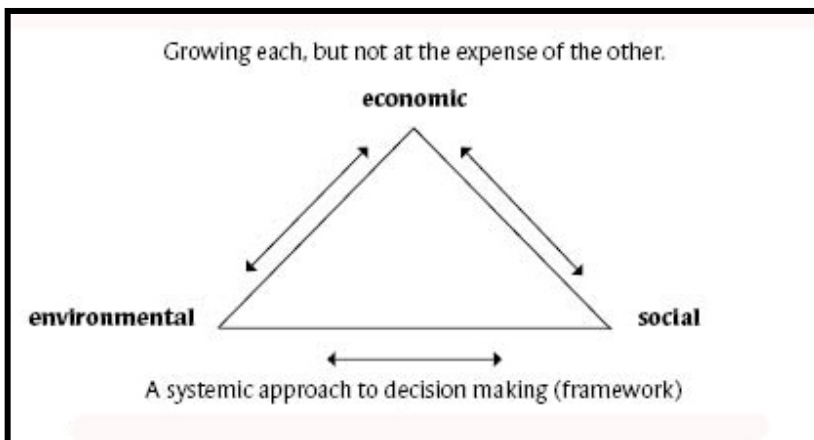 Growing each, but not at the expense of the other.
economic
environmental
social
A systemic approach to decision making (framework)